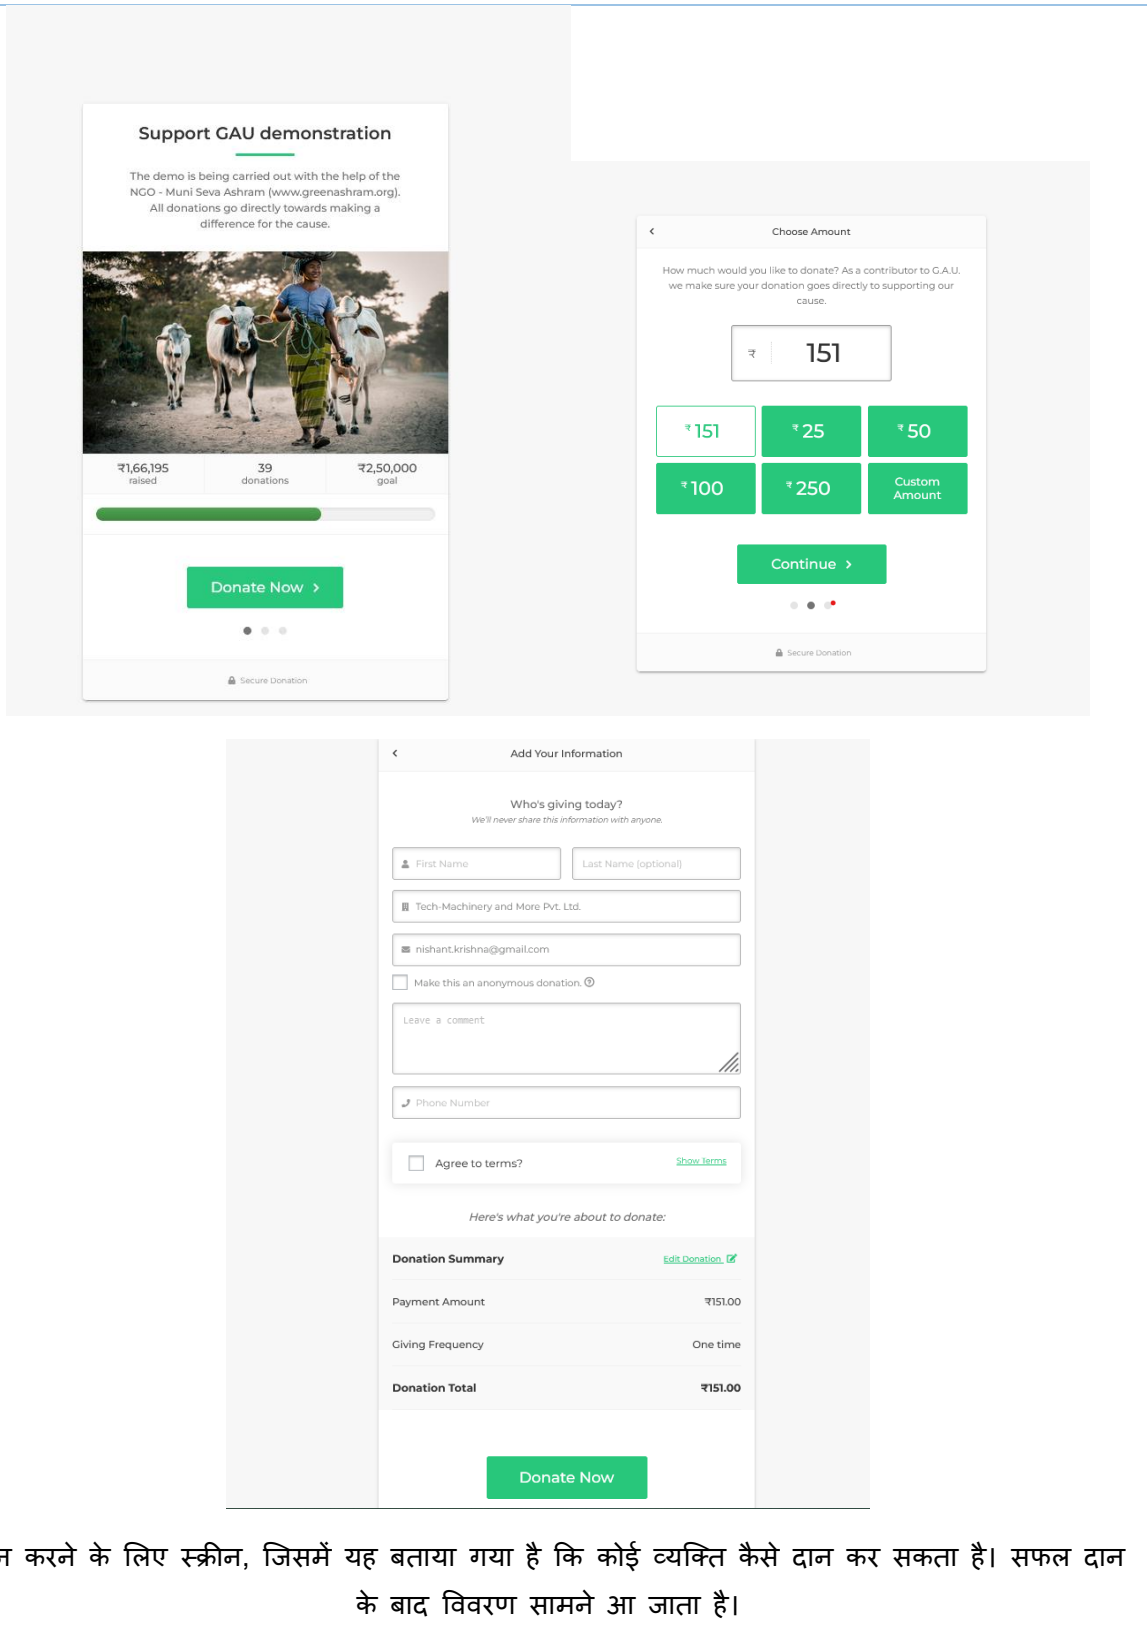 Support GAU demonstration
The demo is being carried out with the help of the
NGO - Muni Seva Ashram (www.greenashram.org).
All donations go directly towards making a
difference for the cause.
₹1,66,195 39 ₹2,50,000
raised donations goal
Donate Now
Secure Donation
Choose Amount
How much would you like to donate? As a contributor to G.A.U.
we make sure your donation goes directly to supporting our
cause.
₹ 151
₹ 151 ₹ 25 ₹ 50
₹ 100 ₹ 250 Custom
Amount
Continue
Secure Donation
Add Your Information
Who's giving today?
We'll never share this information with anyone.
First Name Last Name (optional)
Tech-Machinery and More Pvt. Ltd.
nishant.krishna@gmail.com
Make this an anonymous donation.
Leave a comment
Phone Number
Agree to terms? Show Terms
Here's what you're about to donate:
Donation Summary Edit Donation
Payment Amount ₹151.00
Giving Frequency One time
Donation Total ₹151.00
Donate Now
करने के लिए स्क्रीन, जिसमें यह बताया गया है कि कोई व्यक्ति कैसे दान कर सकता है। सफल दान
के बाद विवरण सामने आ जाता है।